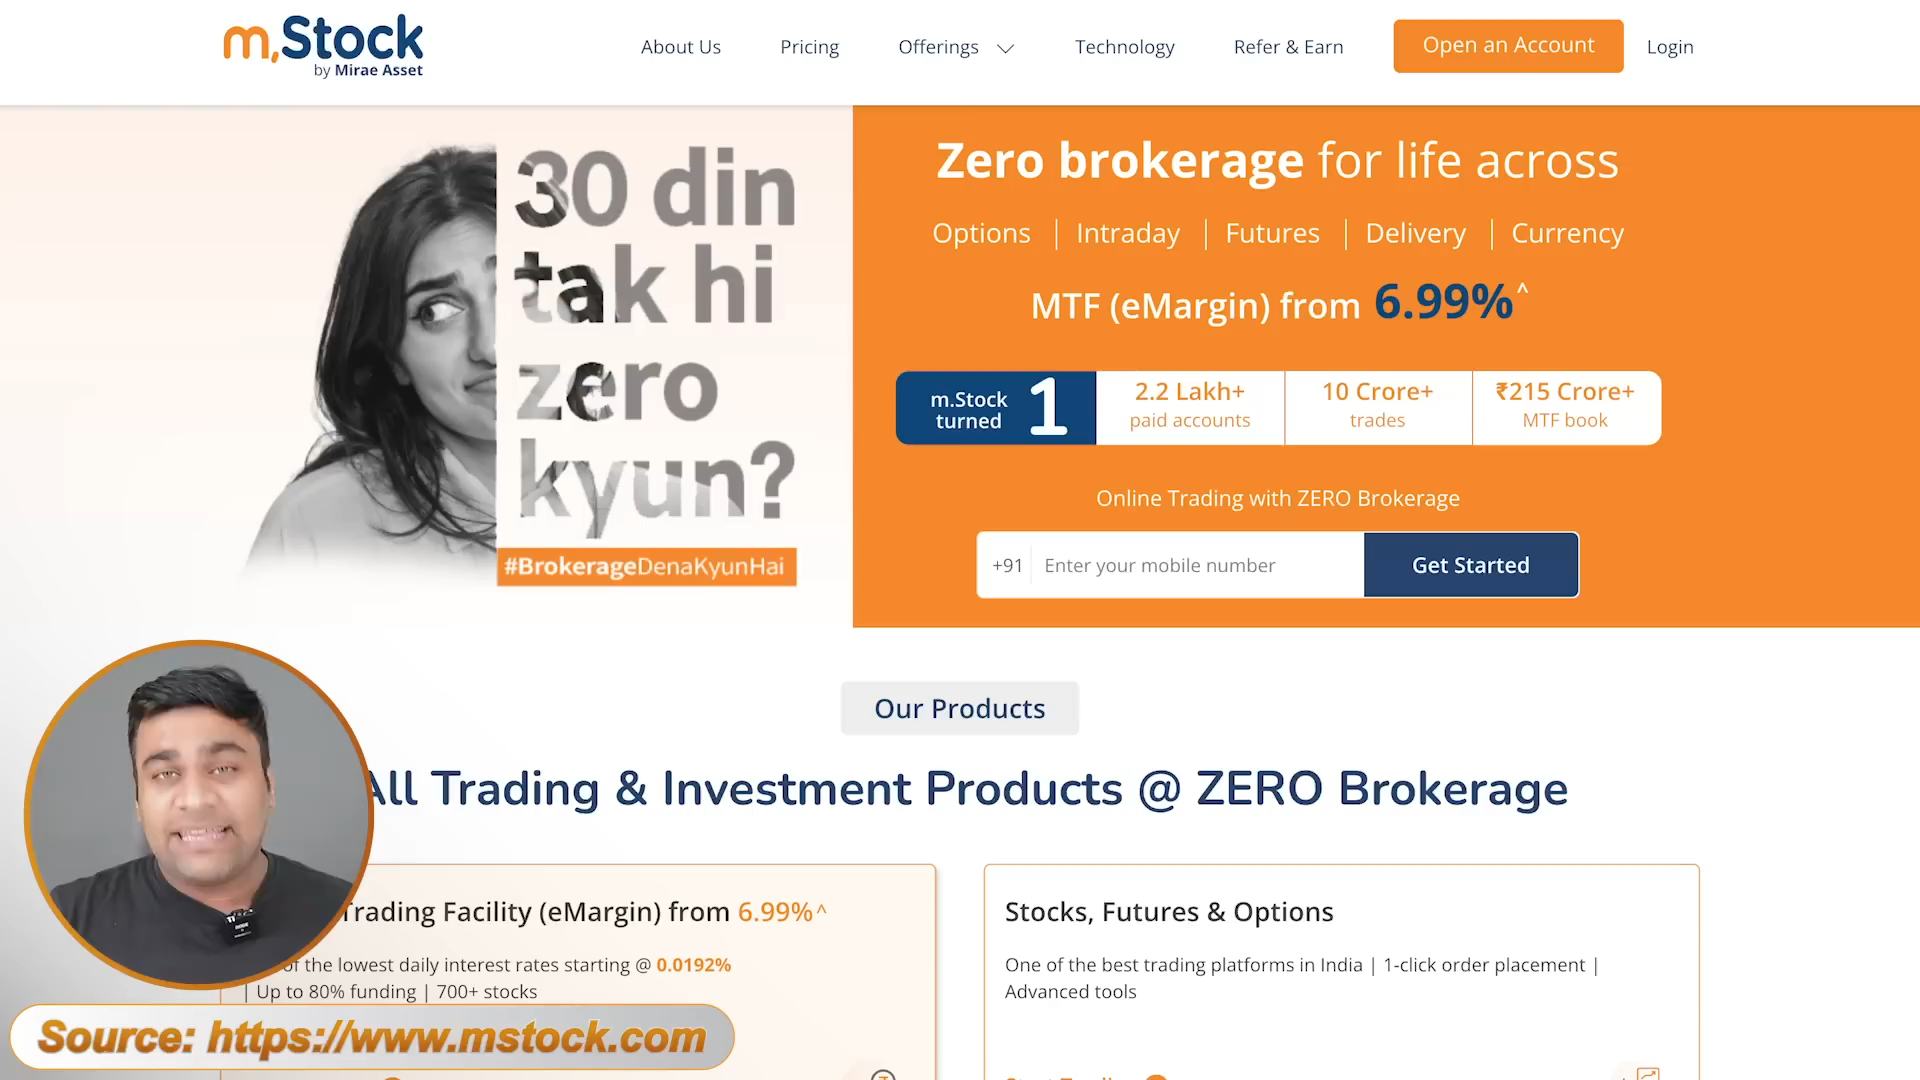 m.Stock
by Mirae Asset
About Us
Pricing
Offerings
Technology
Refer & Earn
Open an Account
Login
30 din
tak hi
zero
kyun?
#BrokerageDenaKyunHai
Zero brokerage for life across
Options | Intraday | Futures | Delivery | Currency
MTF (eMargin) from 6.99%^
m.Stock
turned 1
2.2 Lakh+
paid accounts
10 Crore+
trades
₹215 Crore+
MTF book
Online Trading with ZERO Brokerage
+91 Enter your mobile number
Get Started
Our Products
All Trading & Investment Products @ ZERO Brokerage
Trading Facility (eMargin) from 6.99%^
of the lowest daily interest rates starting @ 0.0192%
| Up to 80% funding | 700+ stocks
Stocks, Futures & Options
One of the best trading platforms in India | 1-click order placement |
Advanced tools
Source: https://www.mstock.com